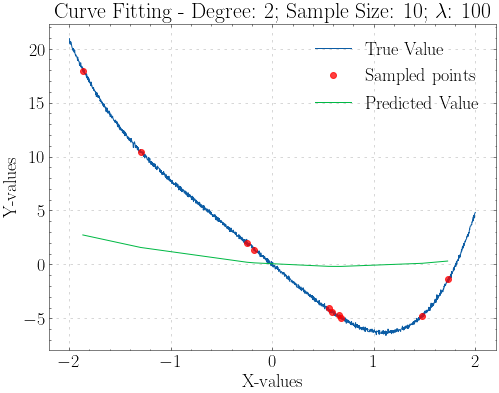 Curve Fitting - Degree: 2; Sample Size: 10; λ: 100
True Value
Sampled points
Predicted Value
Y-values
20
15
10
5
0
−5
−2
−1
0
1
2
X-values